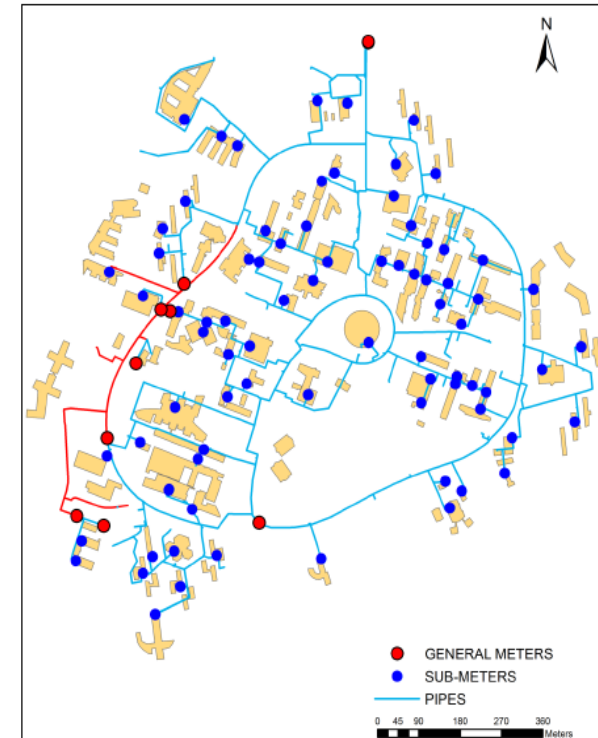 N
GENERAL METERS
SUB-METERS
PIPES
0 45 90 180 270 360
Meters